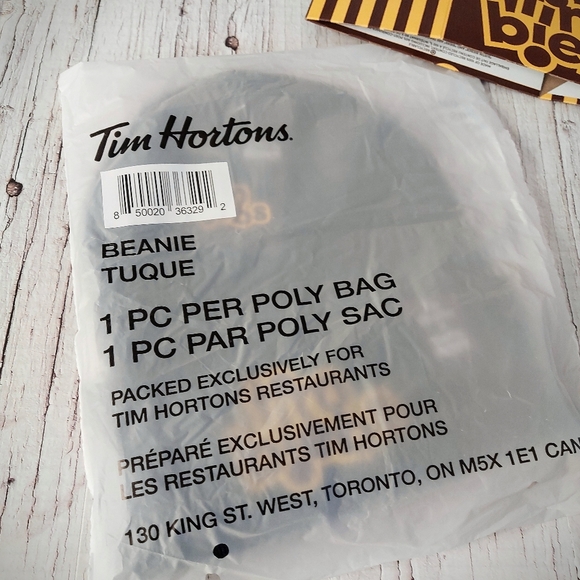 Tim Hortons.
8 50020 36329 2
BEANIE
TUQUE
1 PC PER POLY BAG
1 PC PAR POLY SAC
PACKED EXCLUSIVELY FOR
TIM HORTONS RESTAURANTS
PRÉPARÉ EXCLUSIVEMENT POUR
LES RESTAURANTS TIM HORTONS
130 KING ST. WEST, TORONTO, ON M5X 1E1 CAN